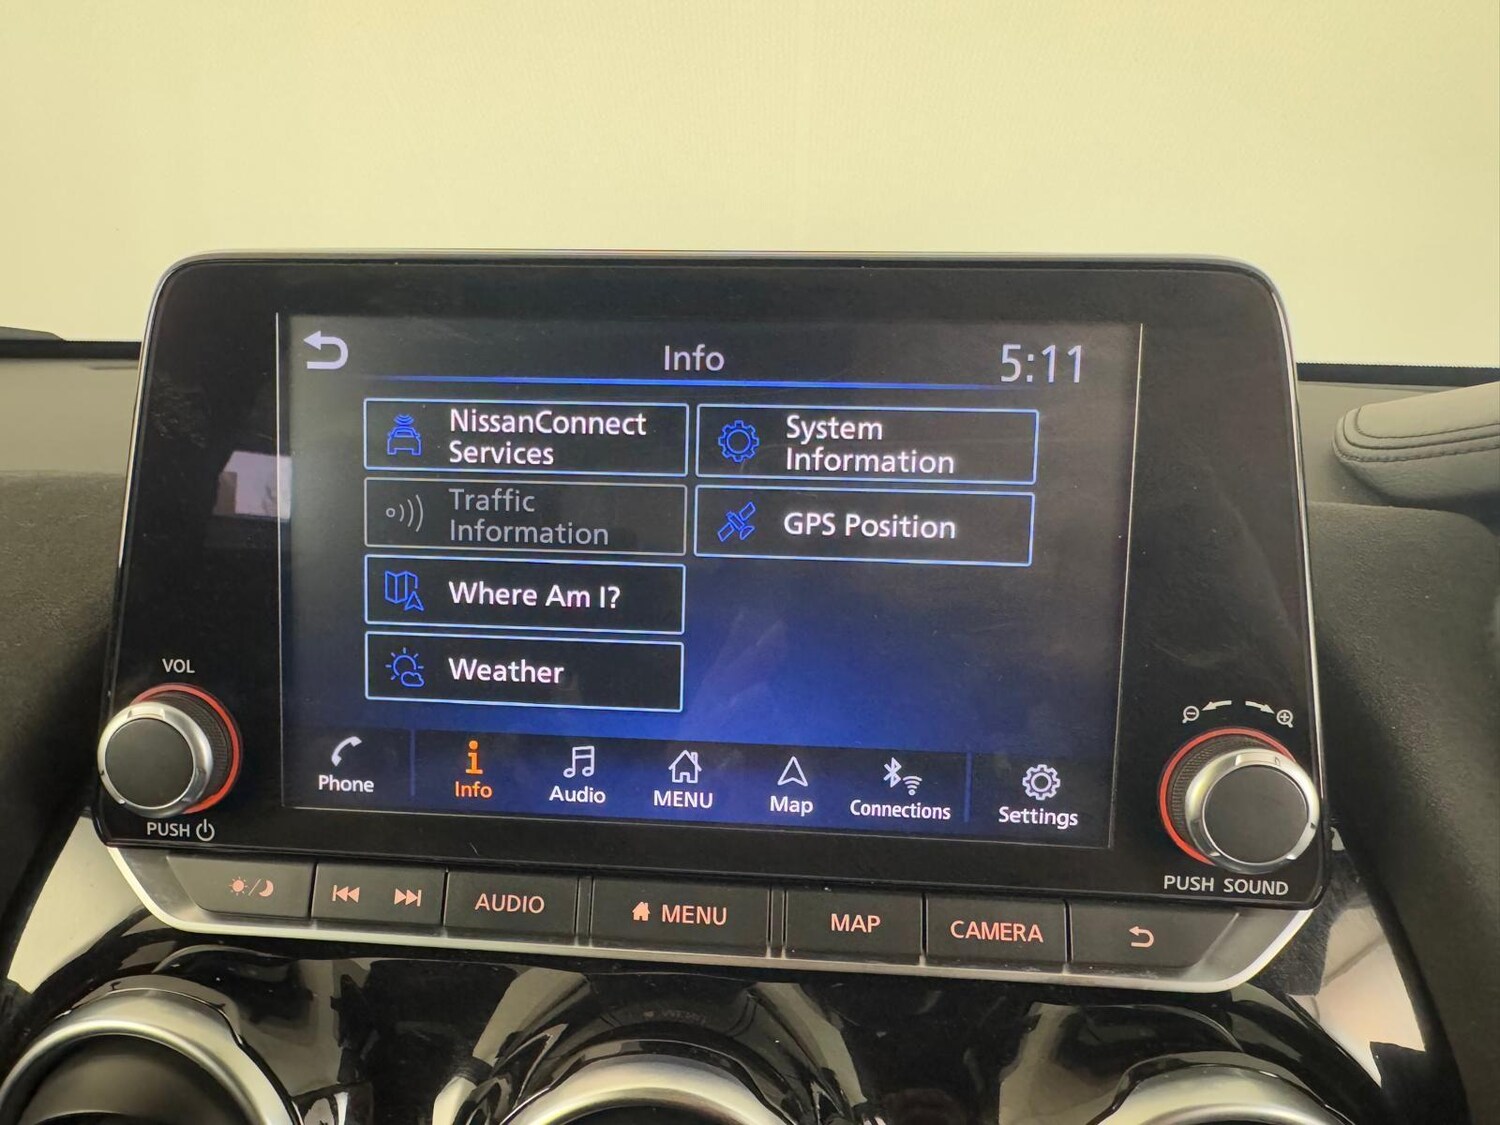 Info
5:11
NissanConnect
Services
System
Information
Traffic
Information
GPS Position
Where Am I?
Weather
VOL
PUSH
Phone
Info
Audio
MENU
Map
Connections
Settings
PUSH SOUND
AUDIO
MENU
MAP
CAMERA